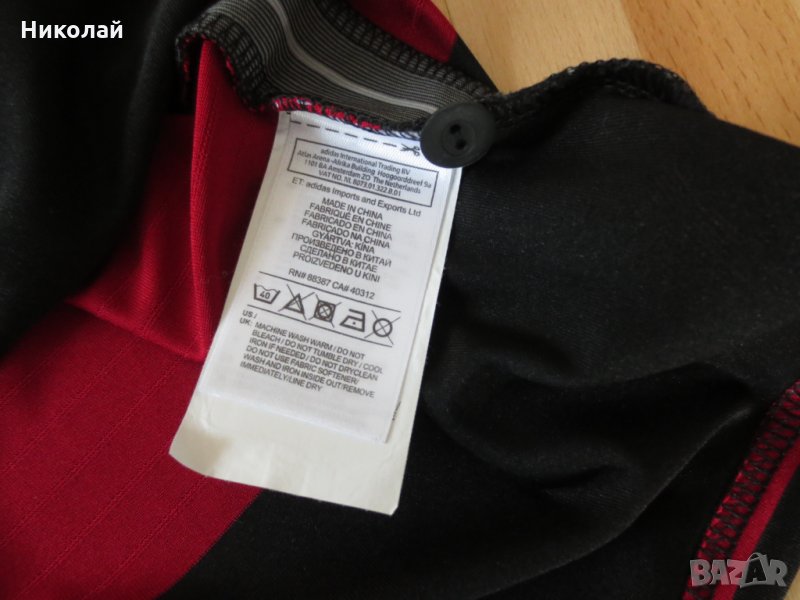 Николай
adidas International Trading BV
Atlas Arena-Afrika Building Hoogoorddreef 9a
1101 BA Amsterdam ZO The Netherlands
VAT NO. NL 8073.01.322.B.01
ET: adidas Imports and Exports Ltd
MADE IN CHINA
FABRIQUÉ EN CHINE
FABRICADO EN CHINA
FABRICADO NA CHINA
GYÁRTVA: KÍNA
ПРОИЗВЕДЕНО В КИТАЙ
СДЕЛАНО В КИТАЕ
PROIZVEDENO U KINI
RN# 88387 CA# 40312
40
US /
UK: MACHINE WASH WARM / DO NOT
BLEACH / DO NOT TUMBLE DRY / COOL
IRON IF NEEDED / DO NOT DRYCLEAN
DO NOT USE FABRIC SOFTENER/
WASH AND IRON INSIDE OUT/REMOVE
IMMEDIATELY/LINE DRY
BAZAR